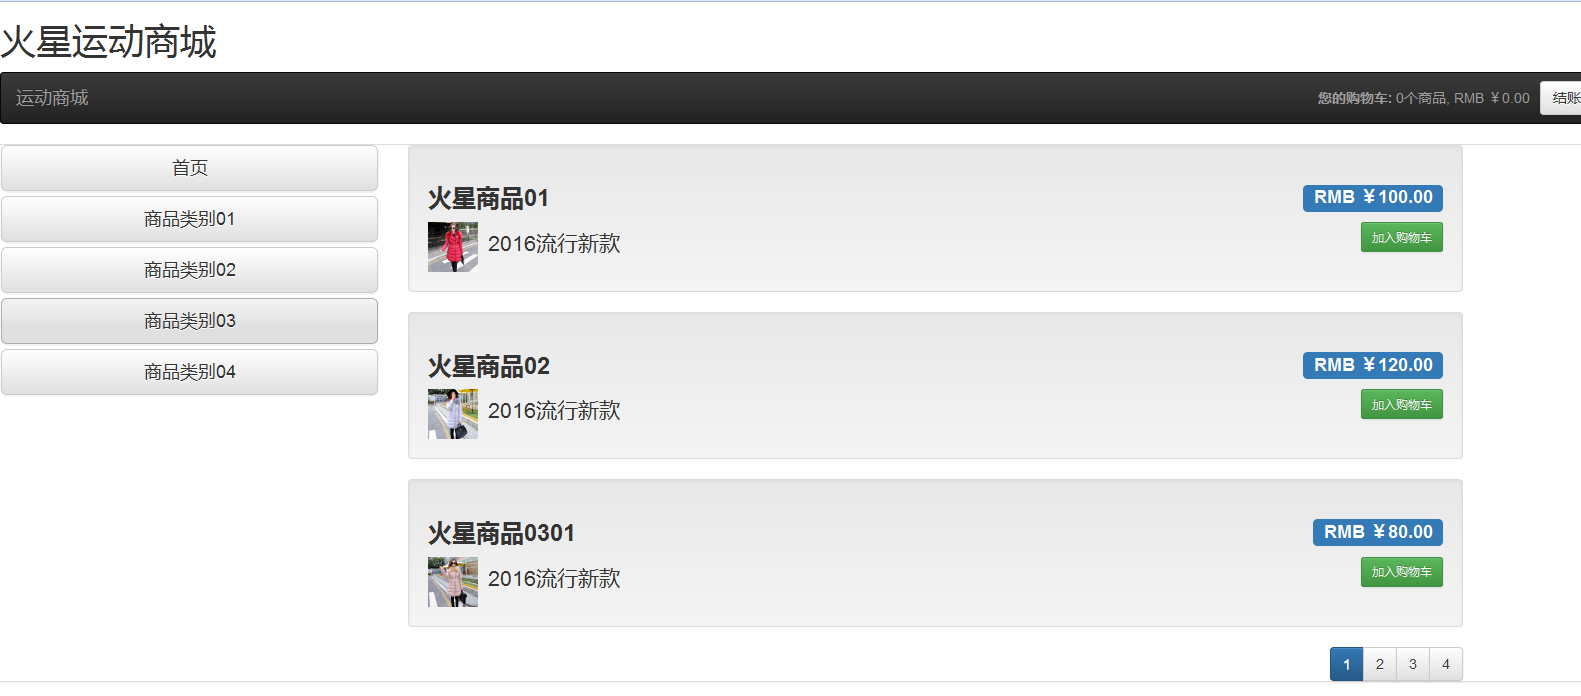 火星运动商城
运动商城
您的购物车: 0个商品, RMB ￥0.00
结账
首页
商品类别01
商品类别02
商品类别03
商品类别04
火星商品01
RMB ￥100.00
2016流行新款
加入购物车
火星商品02
RMB ￥120.00
2016流行新款
加入购物车
火星商品0301
RMB ￥80.00
2016流行新款
加入购物车
1 2 3 4